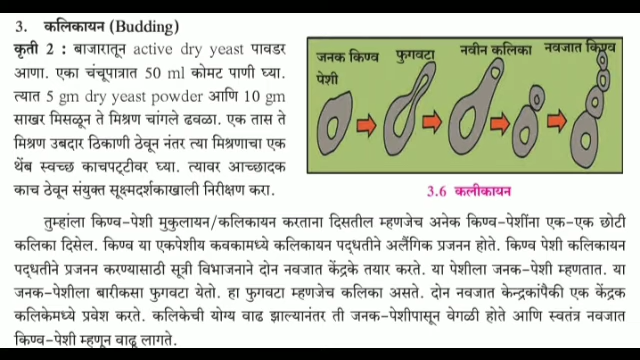 3. कलिकायन (Budding)
कृती 2 : बाजारातून active dry yeast पावडर
आणा. एका चंचूपात्रात 50 ml कोमट पाणी घ्या.
त्यात 5 gm dry yeast powder आणि 10 gm
साखर मिसळून ते मिश्रण चांगले ढवळा. एक तास ते
मिश्रण उबदार ठिकाणी ठेवून नंतर त्या मिश्रणाचा एक
थेंब स्वच्छ काचपट्टीवर घ्या. त्यावर आच्छादक
काच ठेवून संयुक्त सूक्ष्मदर्शकाखाली निरीक्षण करा.
जनक किण्व पेशी
फुगवटा
नवीन कलिका
नवजात किण्व
3.6 कलीकायन
तुम्हांला किण्व-पेशी मुकुलायन/कलिकायन करताना दिसतील म्हणजेच अनेक किण्व-पेशींना एक-एक छोटी
कलिका दिसेल. किण्व या एकपेशीय कवकामध्ये कलिकायन पद्धतीने अलैंगिक प्रजनन होते. किण्व पेशी कलिकायन
पद्धतीने प्रजनन करण्यासाठी सूत्री विभाजनाने दोन नवजात केंद्रके तयार करते. या पेशीला जनक-पेशी म्हणतात. या
जनक-पेशीला बारीकसा फुगवटा येतो. हा फुगवटा म्हणजेच कलिका असते. दोन नवजात केन्द्रकांपैकी एक केंद्रक
कलिकेमध्ये प्रवेश करते. कलिकेची योग्य वाढ झाल्यानंतर ती जनक-पेशीपासून वेगळी होते आणि स्वतंत्र नवजात
किण्व-पेशी म्हणून वाढू लागते.